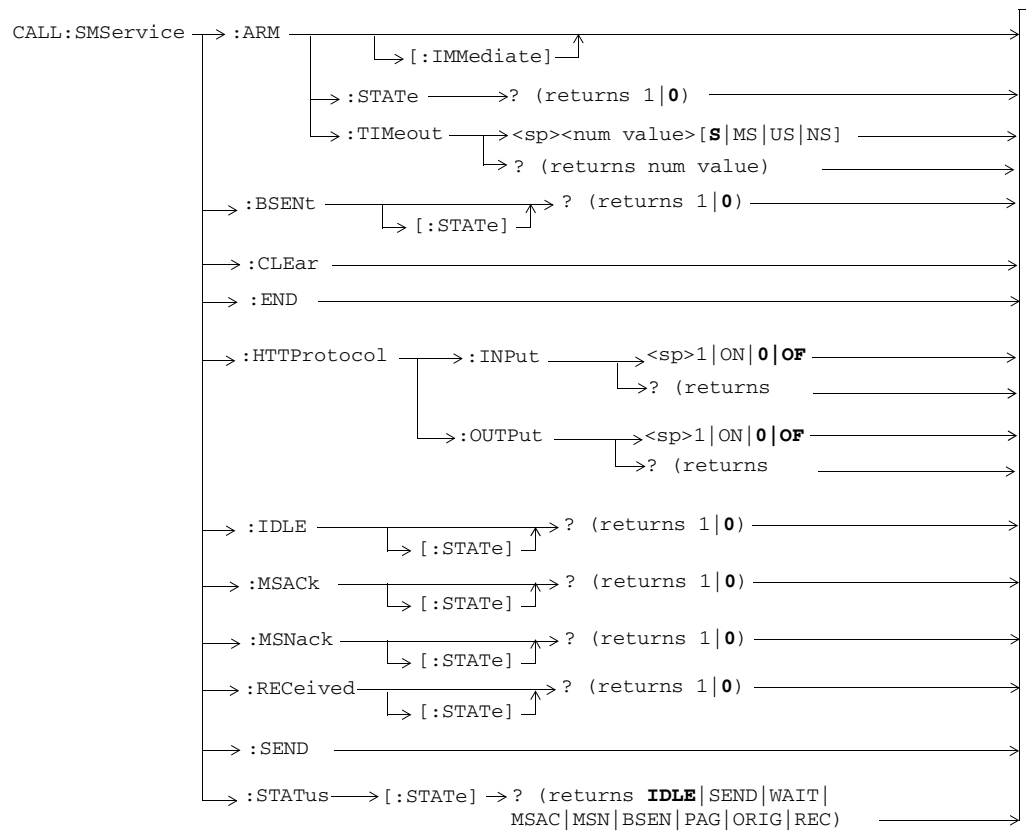 CALL:SMService :ARM
[:IMMediate]
:STATe ? (returns 1|0)
:TIMeout <sp><num value>[S|MS|US|NS]
? (returns num value)
:BSENt ? (returns 1|0)
[:STATe]
:CLEar
:END
:HTTProtocol :INPut <sp>1|ON|0|OF
? (returns
:OUTPut <sp>1|ON|0|OF
? (returns
:IDLE ? (returns 1|0)
[:STATe]
:MSACk ? (returns 1|0)
[:STATe]
:MSNack ? (returns 1|0)
[:STATe]
:RECeived ? (returns 1|0)
[:STATe]
:SEND
:STATus [:STATe] ? (returns IDLE|SEND|WAIT|
MSAC|MSN|BSEN|PAG|ORIG|REC)